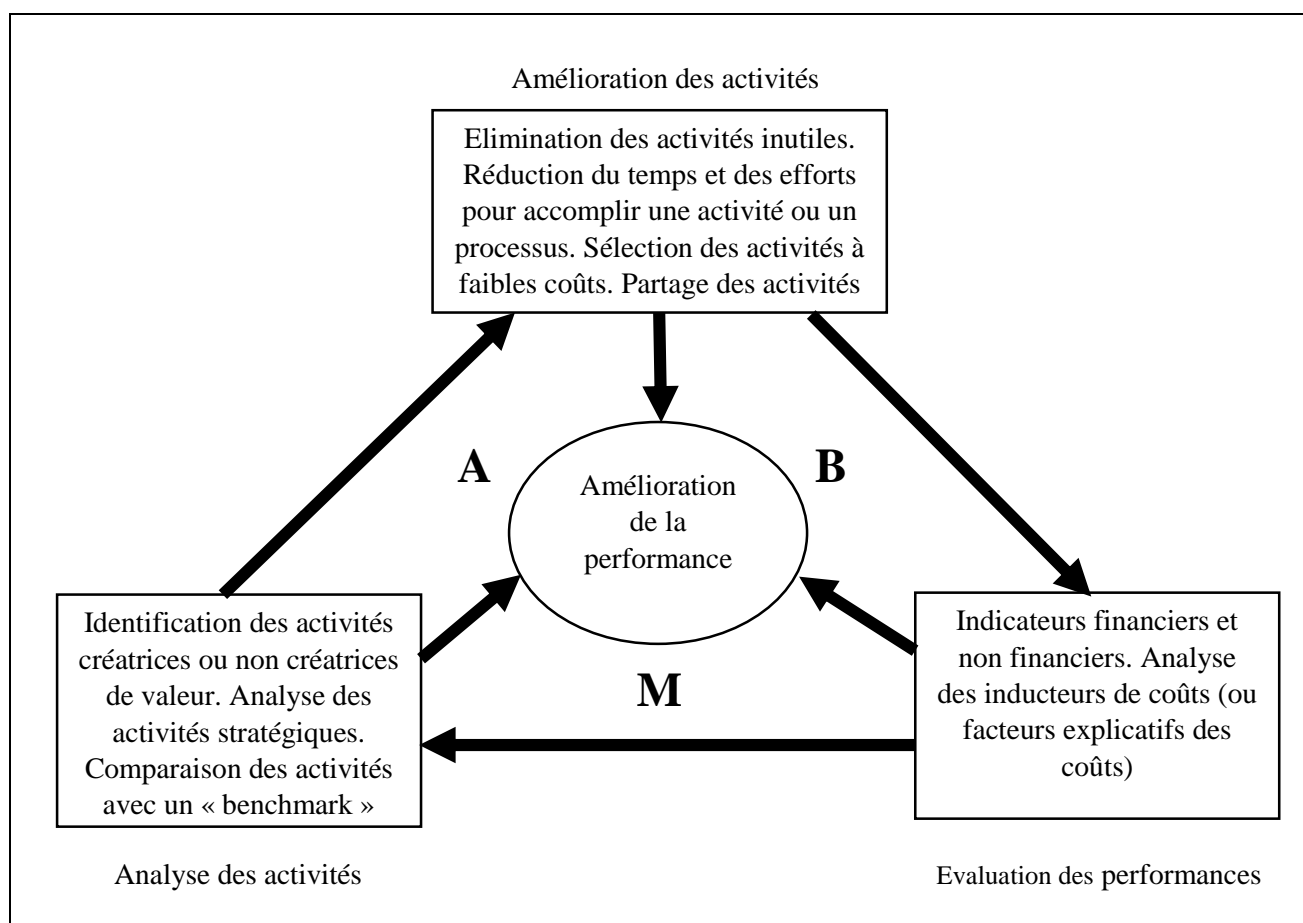 Amélioration des activités
Elimination des activités inutiles.
Réduction du temps et des efforts
pour accomplir une activité ou un
processus. Sélection des activités à
faibles coûts. Partage des activités
A
B
Amélioration
de la
performance
M
Identification des activités
créatrices ou non créatrices
de valeur. Analyse des
activités stratégiques.
Comparaison des activités
avec un « benchmark »
Indicateurs financiers et
non financiers. Analyse
des inducteurs de coûts (ou
facteurs explicatifs des
coûts)
Analyse des activités
Evaluation des performances